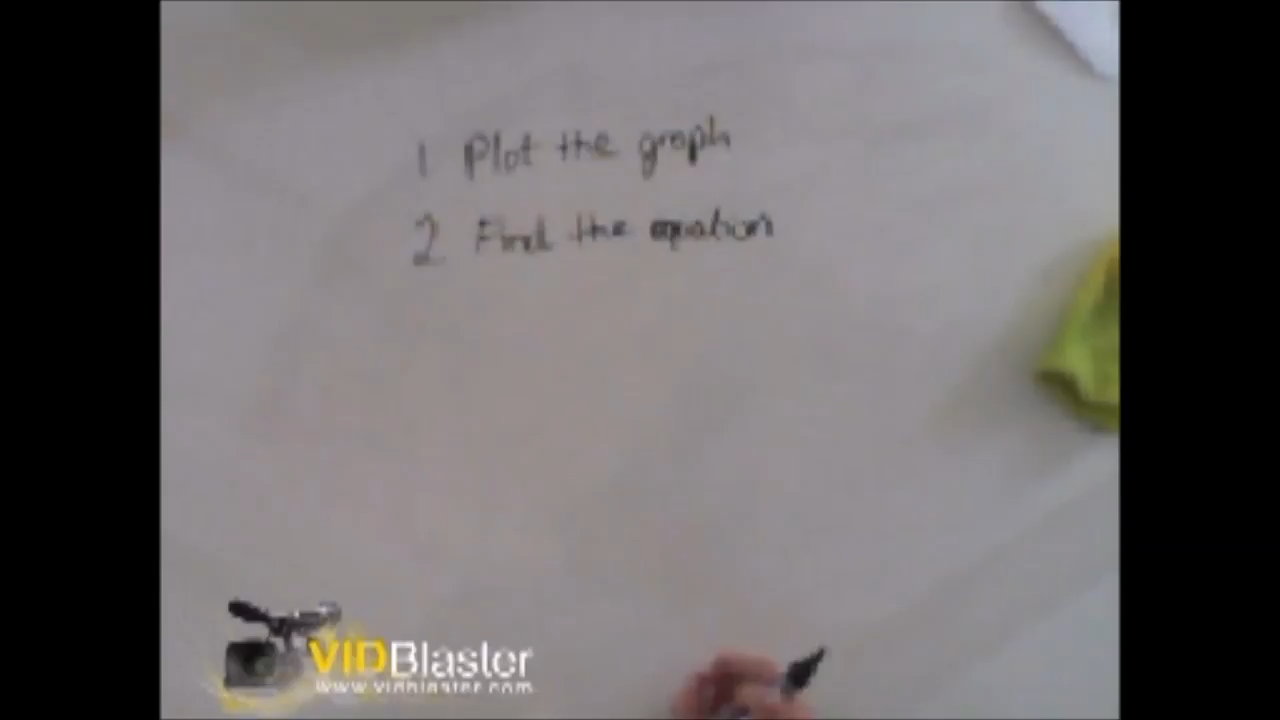 1 Plot the graph
2 Find the equation
VIDBlaster
www.vidblaster.com